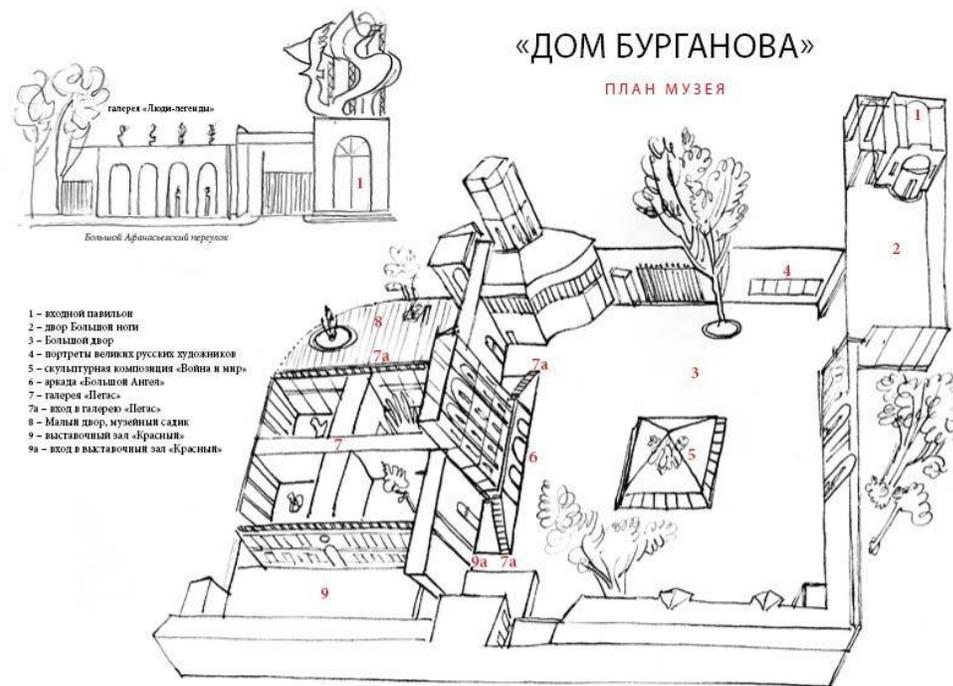 «ДОМ БУРГАНОВА»
ПЛАН МУЗЕЯ
галерея «Люди-легенды»
1
Большой Афанасьевский переулок
1 – входной павильон
2 – двор Большой ноги
3 – Большой двор
4 – портреты великих русских художников
5 – скульптурная композиция «Война и мир»
6 – аркада «Большой Ангел»
7 – галерея «Пегас»
7а – вход в галерею «Пегас»
8 – Малый двор, музейный садик
9 – выставочный зал «Красный»
9а – вход в выставочный зал «Красный»
1
2
4
8
7а
7а
3
7
6
5
9а
7а
9